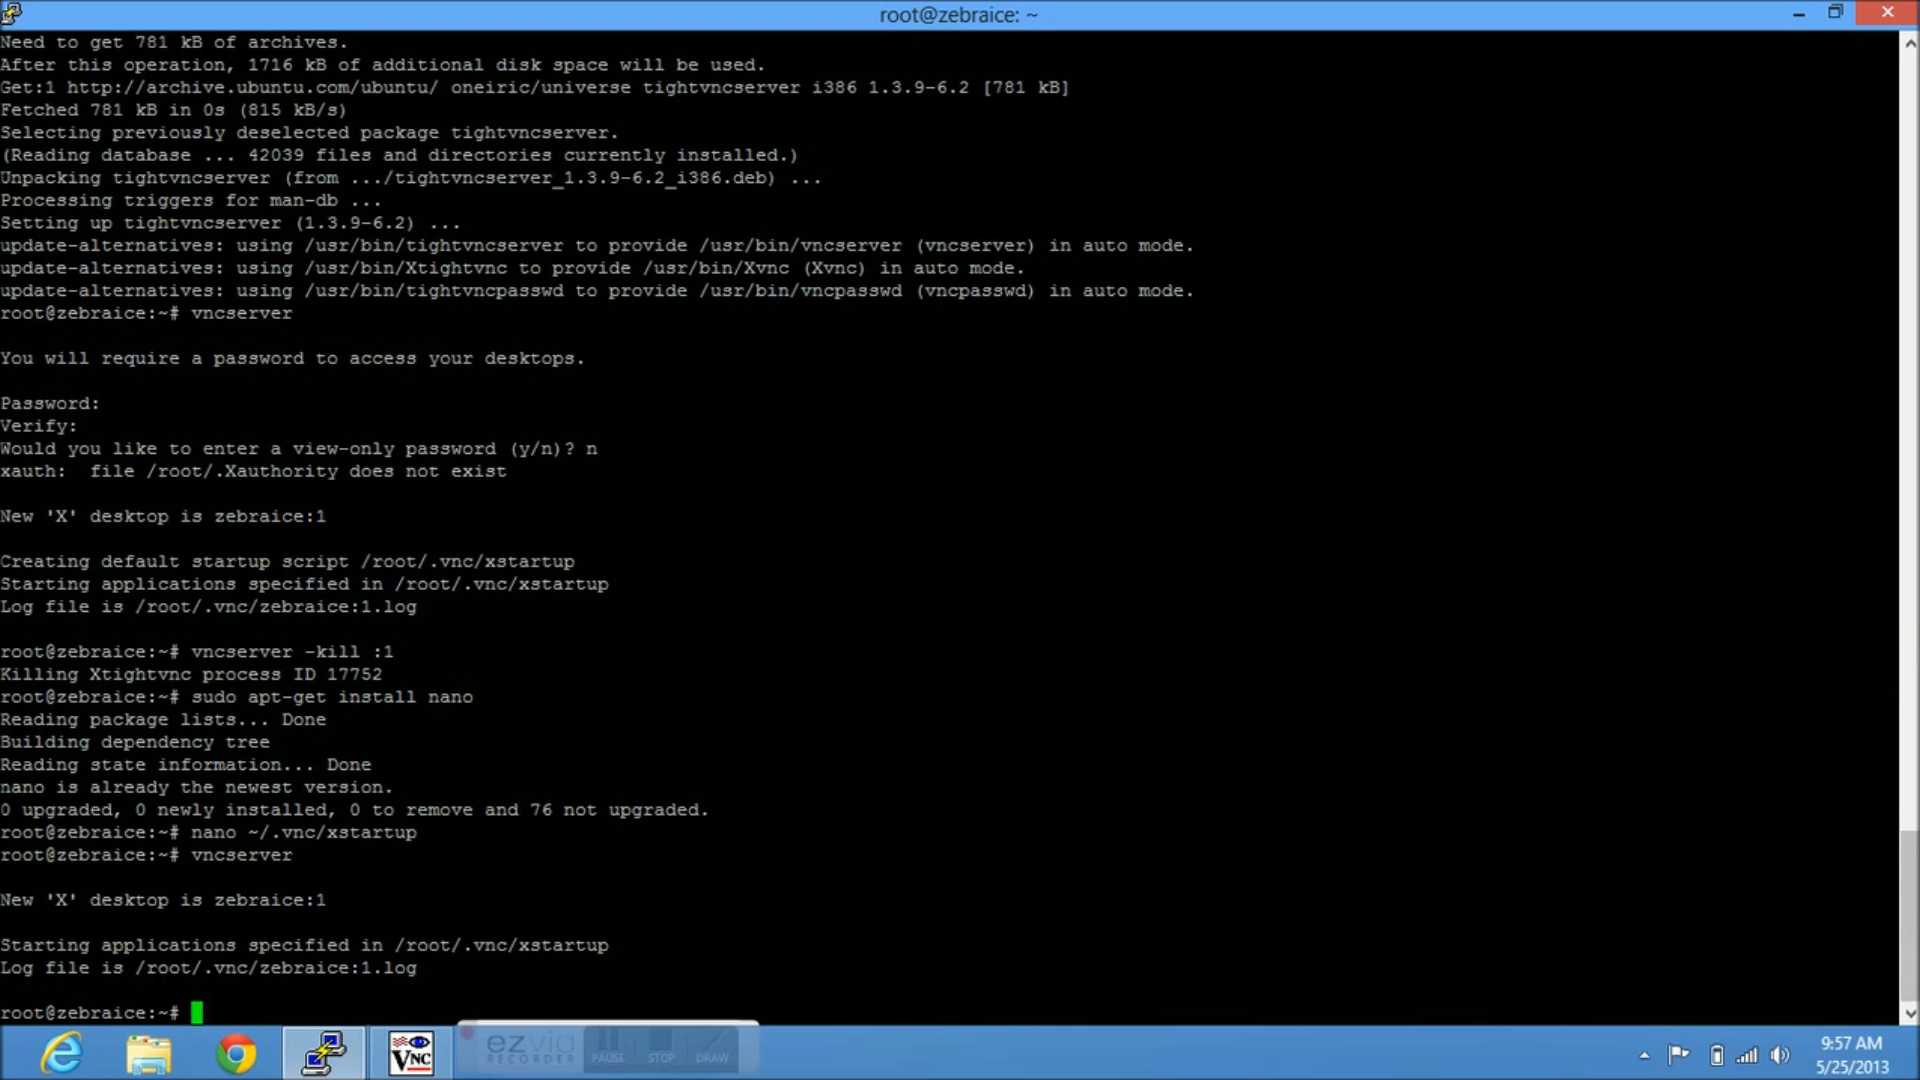 root@zebraice: ~
Need to get 781 kB of archives.
After this operation, 1716 kB of additional disk space will be used.
Get:1 http://archive.ubuntu.com/ubuntu/ oneiric/universe tightvncserver i386 1.3.9-6.2 [781 kB]
Fetched 781 kB in 0s (815 kB/s)
Selecting previously deselected package tightvncserver.
(Reading database ... 42039 files and directories currently installed.)
Unpacking tightvncserver (from .../tightvncserver_1.3.9-6.2_i386.deb) ...
Processing triggers for man-db ...
Setting up tightvncserver (1.3.9-6.2) ...
update-alternatives: using /usr/bin/tightvncserver to provide /usr/bin/vncserver (vncserver) in auto mode.
update-alternatives: using /usr/bin/Xtightvnc to provide /usr/bin/Xvnc (Xvnc) in auto mode.
update-alternatives: using /usr/bin/tightvncpasswd to provide /usr/bin/vncpasswd (vncpasswd) in auto mode.
root@zebraice:~# vncserver
You will require a password to access your desktops.
Password:
Verify:
Would you like to enter a view-only password (y/n)? n
xauth:  file /root/.Xauthority does not exist
New 'X' desktop is zebraice:1
Creating default startup script /root/.vnc/xstartup
Starting applications specified in /root/.vnc/xstartup
Log file is /root/.vnc/zebraice:1.log
root@zebraice:~# vncserver -kill :1
Killing Xtightvnc process ID 17752
root@zebraice:~# sudo apt-get install nano
Reading package lists... Done
Building dependency tree
Reading state information... Done
nano is already the newest version.
0 upgraded, 0 newly installed, 0 to remove and 76 not upgraded.
root@zebraice:~# nano ~/.vnc/xstartup
root@zebraice:~# vncserver
New 'X' desktop is zebraice:1
Starting applications specified in /root/.vnc/xstartup
Log file is /root/.vnc/zebraice:1.log
root@zebraice:~#
VNC
ezvid
RECORDER
PAUSE
STOP
DRAW
9:57 AM
5/25/2013